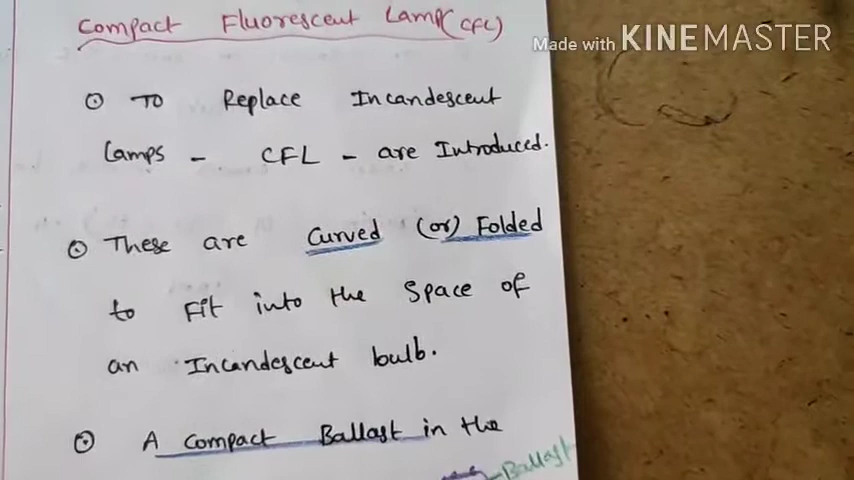 Compact Fluorescent Lamp (CFL)
Made with KINEMASTER
⊙ To Replace Incandescent
Lamps - CFL - are Introduced.
⊙ These are Curved (or) Folded
to Fit into the Space of
an Incandescent bulb.
⊙ A Compact Ballast in the
Ballast